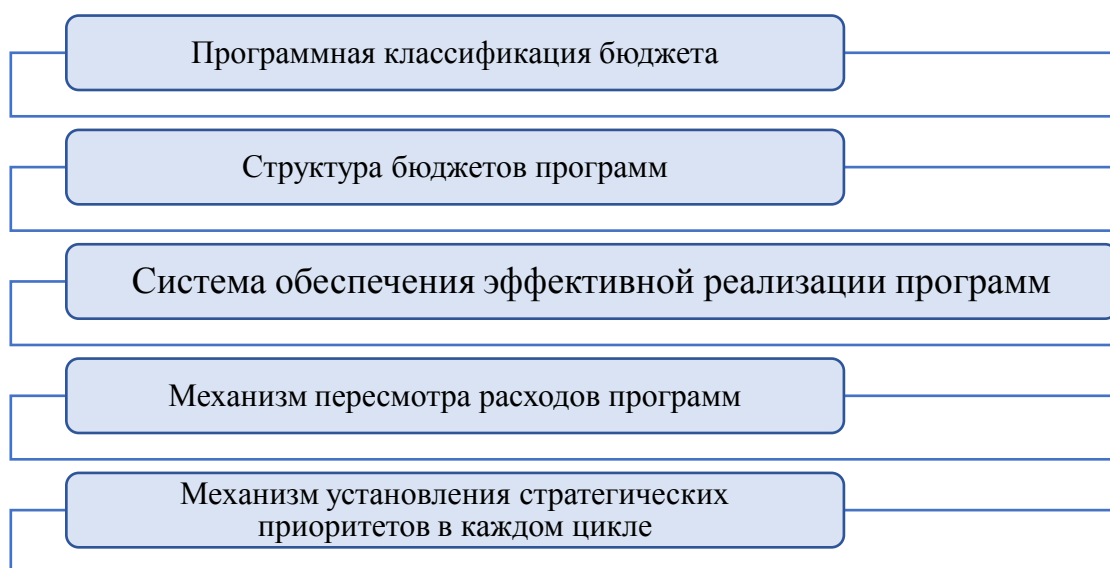 Программная классификация бюджета
Структура бюджетов программ
Система обеспечения эффективной реализации программ
Механизм пересмотра расходов программ
Механизм установления стратегических
приоритетов в каждом цикле